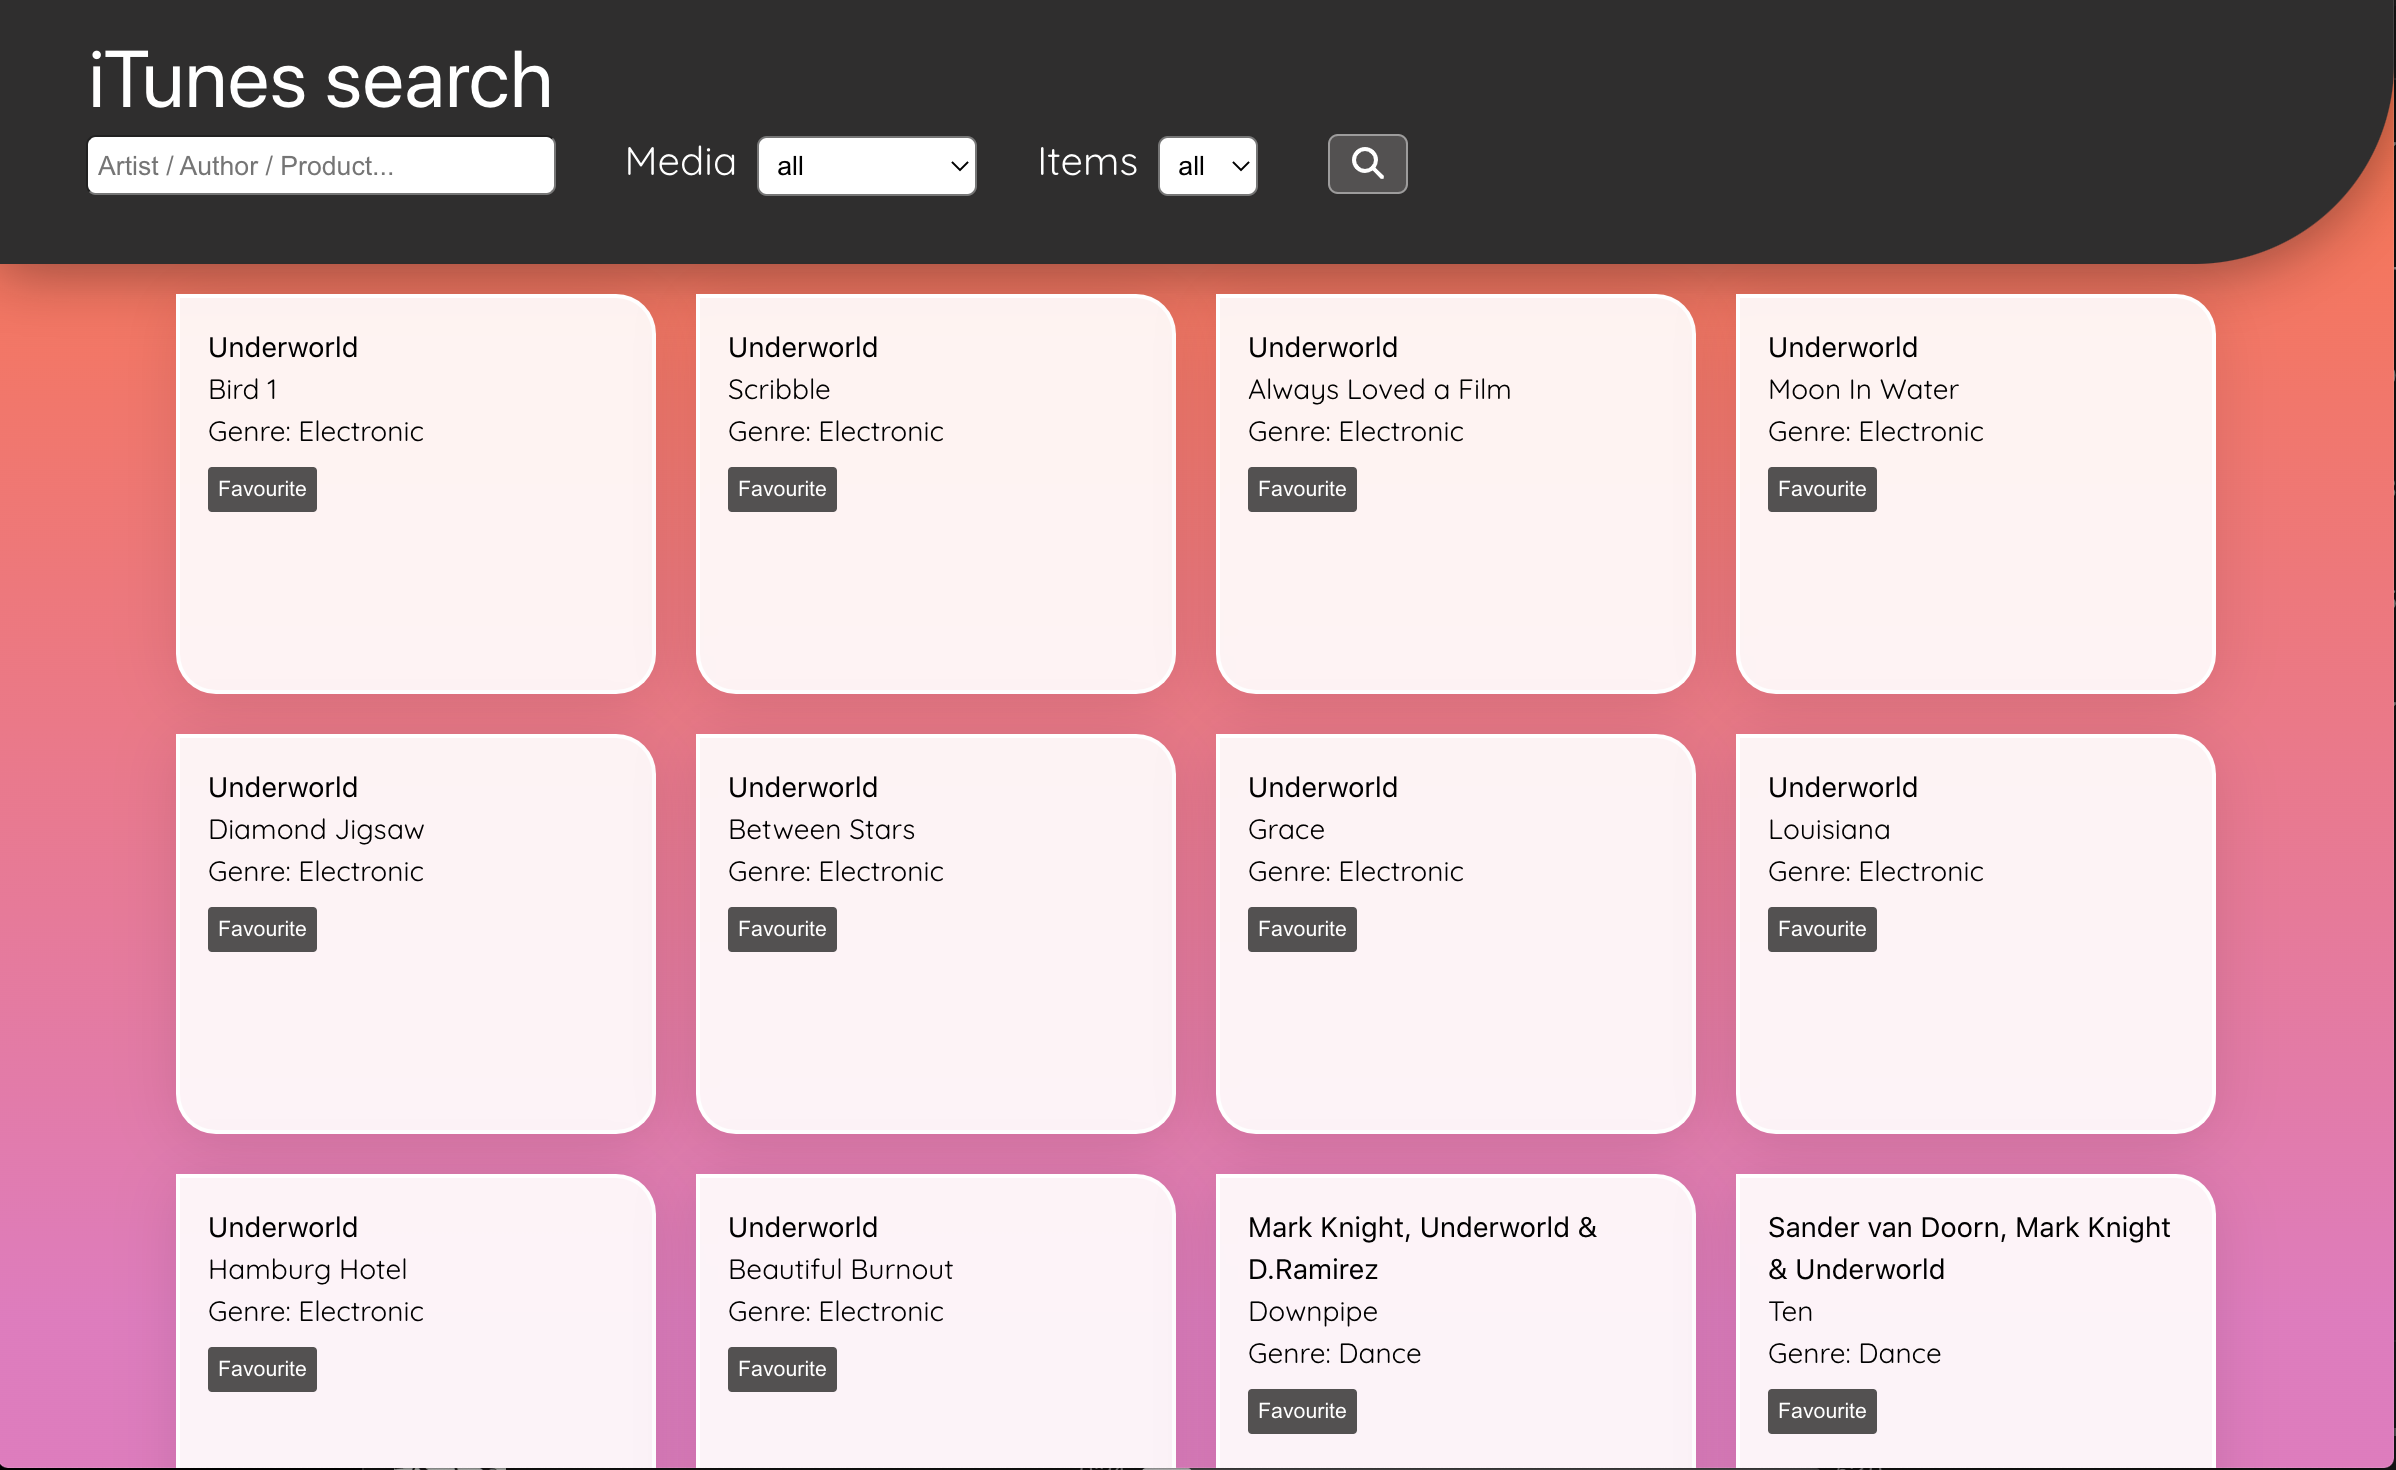 iTunes search
Artist / Author / Product...
Media
all
Items
all
Underworld
Bird 1
Genre: Electronic
Favourite
Underworld
Scribble
Genre: Electronic
Favourite
Underworld
Always Loved a Film
Genre: Electronic
Favourite
Underworld
Moon In Water
Genre: Electronic
Favourite
Underworld
Diamond Jigsaw
Genre: Electronic
Favourite
Underworld
Between Stars
Genre: Electronic
Favourite
Underworld
Grace
Genre: Electronic
Favourite
Underworld
Louisiana
Genre: Electronic
Favourite
Underworld
Hamburg Hotel
Genre: Electronic
Favourite
Underworld
Beautiful Burnout
Genre: Electronic
Favourite
Mark Knight, Underworld &
D.Ramirez
Downpipe
Genre: Dance
Favourite
Sander van Doorn, Mark Knight
& Underworld
Ten
Genre: Dance
Favourite